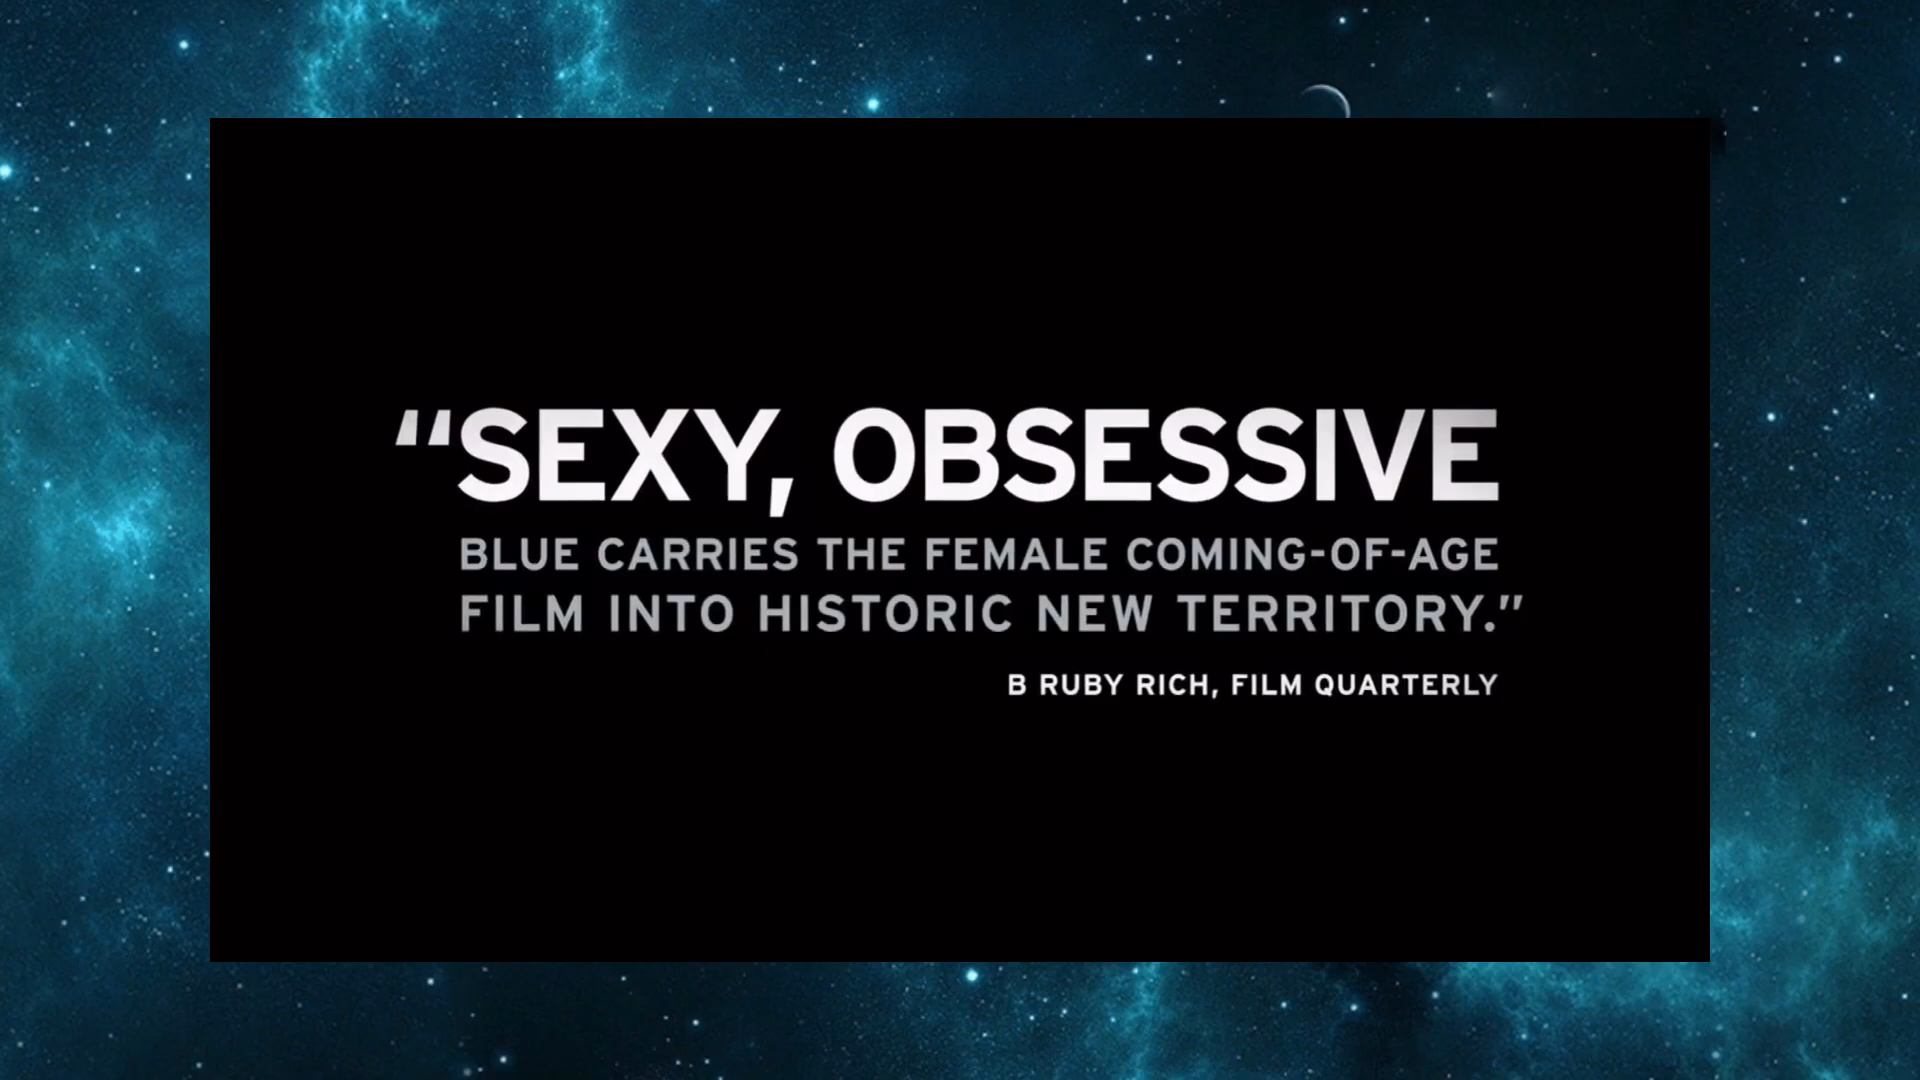 “SEXY, OBSESSIVE
BLUE CARRIES THE FEMALE COMING-OF-AGE
FILM INTO HISTORIC NEW TERRITORY.”
B RUBY RICH, FILM QUARTERLY